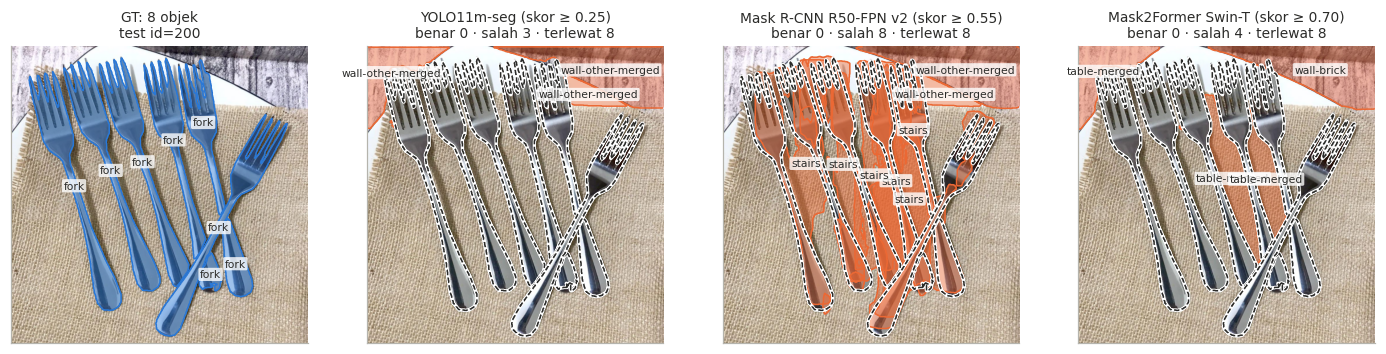 GT: 8 objek
test id=200
fork
fork
fork
fork
fork
fork
fork
fork
YOLO11m-seg (skor ≥ 0.25)
benar 0 · salah 3 · terlewat 8
wall-other-merged
wall-other-merged
wall-other-merged
Mask R-CNN R50-FPN v2 (skor ≥ 0.55)
benar 0 · salah 8 · terlewat 8
wall-other-merged
wall-other-merged
stairs
stairs
stairs
stairs
stairs
Mask2Former Swin-T (skor ≥ 0.70)
benar 0 · salah 4 · terlewat 8
table-merged
wall-brick
table-merged